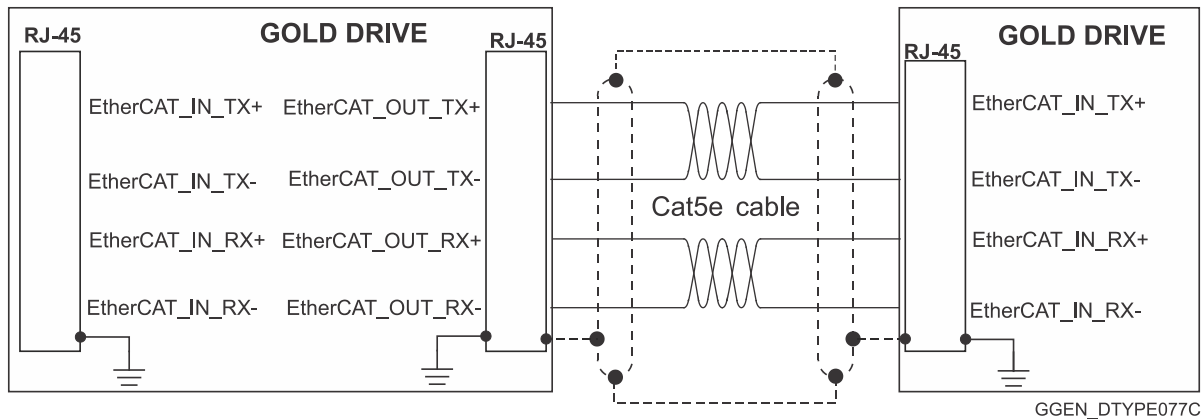 RJ-45
GOLD DRIVE
RJ-45
EtherCAT_IN_TX+
EtherCAT_OUT_TX+
EtherCAT_IN_TX-
EtherCAT_OUT_TX-
EtherCAT_IN_RX+
EtherCAT_OUT_RX+
EtherCAT_IN_RX-
EtherCAT_OUT_RX-
Cat5e cable
GOLD DRIVE
RJ-45
EtherCAT_IN_TX+
EtherCAT_IN_TX-
EtherCAT_IN_RX+
EtherCAT_IN_RX-
GGEN_DTYPE077C